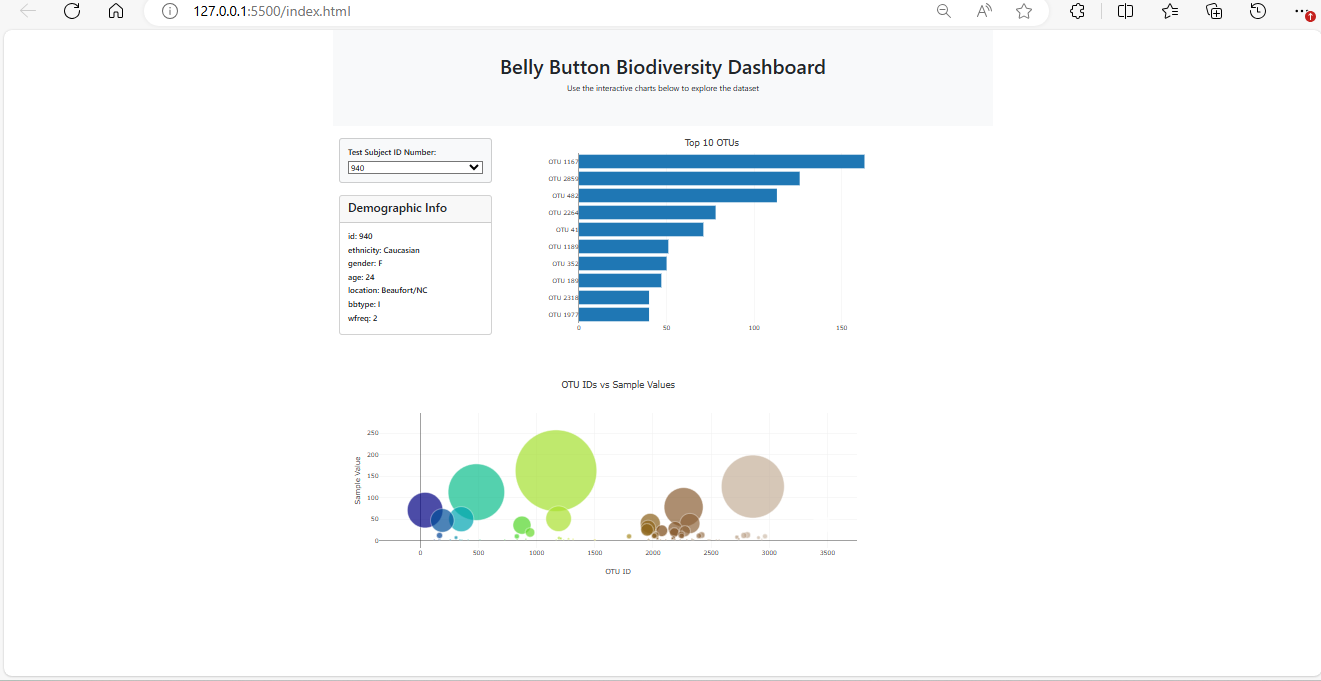 127.0.0.1:5500/index.html
Belly Button Biodiversity Dashboard
Use the interactive charts below to explore the dataset
Test Subject ID Number:
940
Demographic Info
id: 940
ethnicity: Caucasian
gender: F
age: 24
location: Beaufort/NC
bbtype: I
wfreq: 2
Top 10 OTUs
OTU 1167
OTU 2859
OTU 482
OTU 2264
OTU 41
OTU 1189
OTU 352
OTU 189
OTU 2318
OTU 1977
0 50 100 150
OTU IDs vs Sample Values
Sample Value
250
200
150
100
50
0
0 500 1000 1500 2000 2500 3000 3500
OTU ID